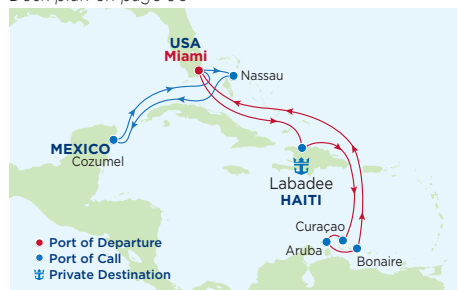 USA
Miami
Nassau
MEXICO
Cozumel
Labadee
HAITI
Curaçao
Aruba
Bonaire
Port of Departure
Port of Call
Private Destination